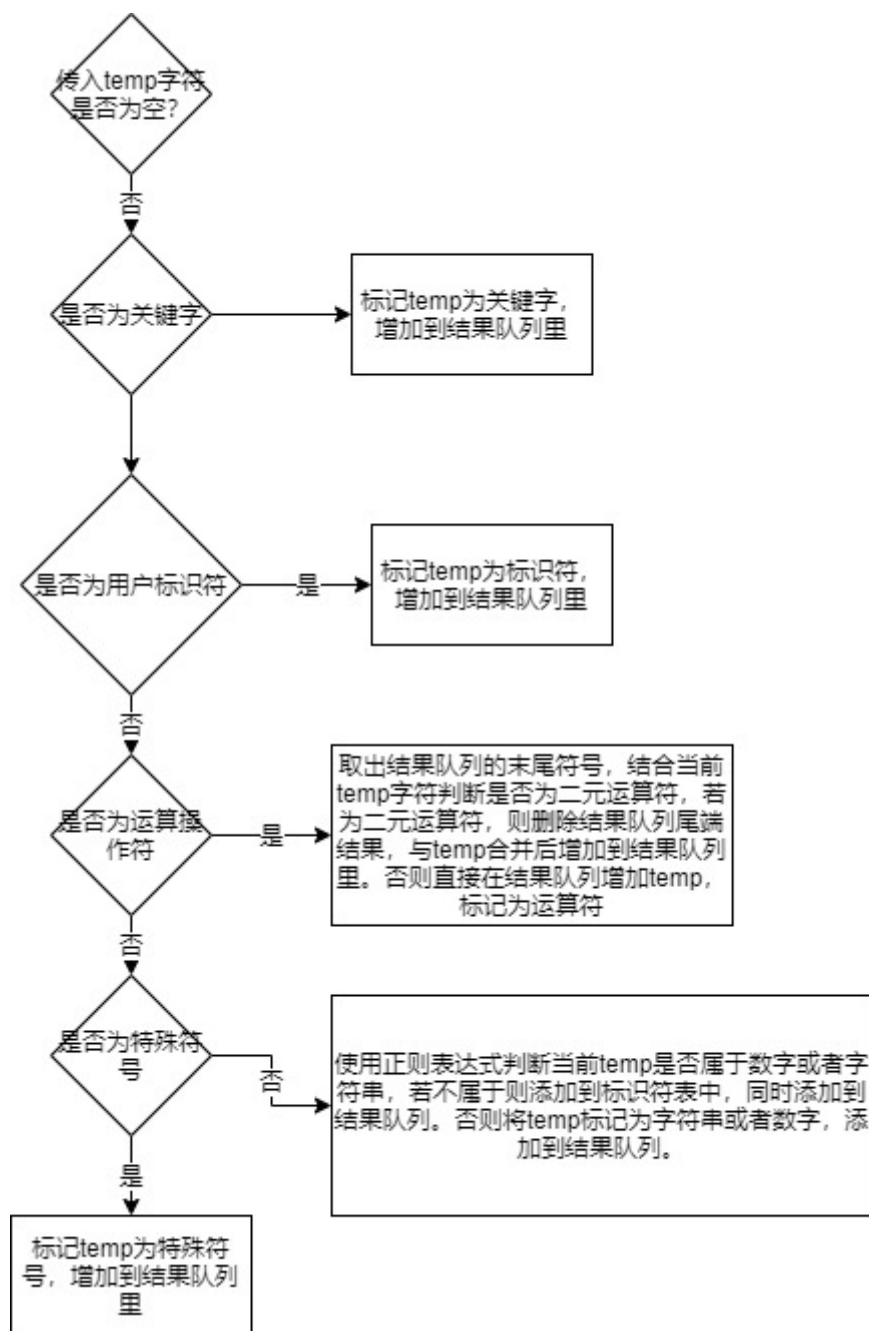 传入temp字符
是否为空？
否
是否为关键字
标记temp为关键字，
增加到结果队列里
是否为用户标识符
是
标记temp为标识符，
增加到结果队列里
否
是否为运算操
作符
是
取出结果队列的末尾符号，结合当前
temp字符判断是否为二元运算符，若
为二元运算符，则删除结果队列尾端
结果，与temp合并后增加到结果队列
里。否则直接在结果队列增加temp，
标记为运算符
否
是否为特殊符
号
否
使用正则表达式判断当前temp是否属于数字或者字
符串，若不属于则添加到标识符表中，同时添加到
结果队列。否则将temp标记为字符串或者数字，添
加到结果队列。
是
标记temp为特殊符
号，增加到结果队列
里